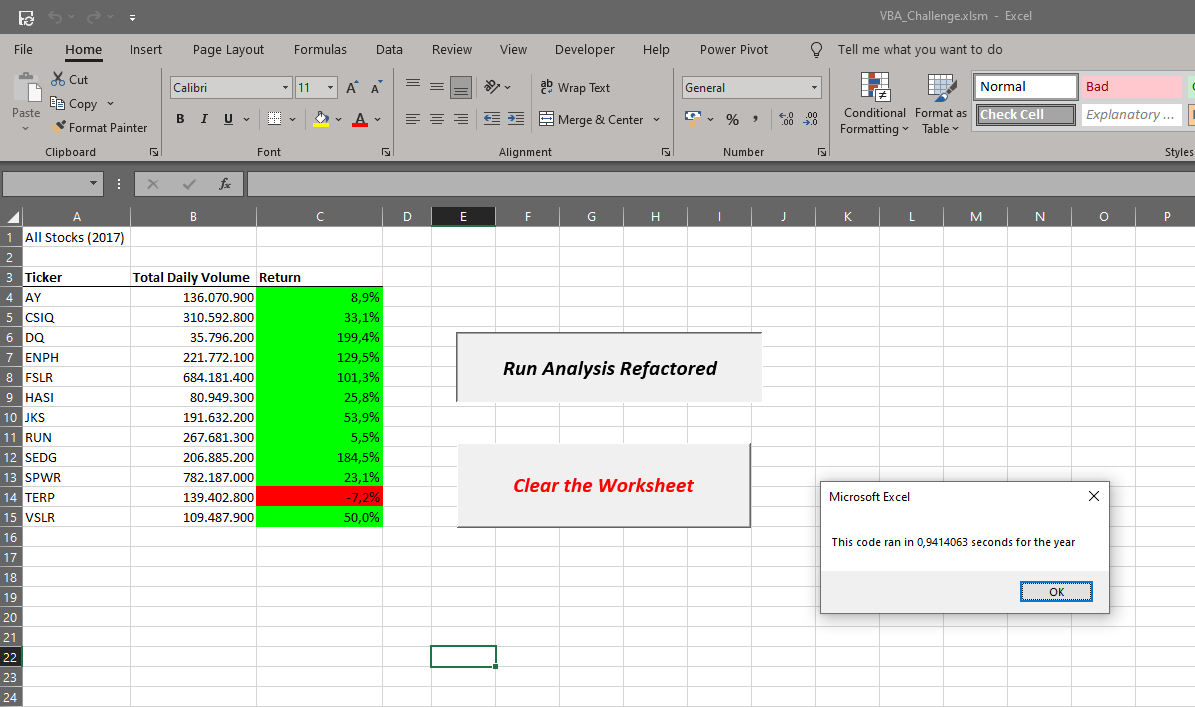 VBA_Challenge.xlsm - Excel
File Home Insert Page Layout Formulas Data Review View Developer Help Power Pivot Tell me what you want to do
Paste
Cut
Copy
Format Painter
Clipboard
Calibri 11
B I U
Font
Wrap Text
Merge & Center
Alignment
General
%
Number
Conditional Formatting
Format as Table
Normal Bad
Check Cell Explanatory ...
Styles
fx
A B C D E F G H I J K L M N O P
1 All Stocks (2017)
2
3 Ticker Total Daily Volume Return
4 AY 136.070.900 8,9%
5 CSIQ 310.592.800 33,1%
6 DQ 35.796.200 199,4%
7 ENPH 221.772.100 129,5%
8 FSLR 684.181.400 101,3%
9 HASI 80.949.300 25,8%
10 JKS 191.632.200 53,9%
11 RUN 267.681.300 5,5%
12 SEDG 206.885.200 184,5%
13 SPWR 782.187.000 23,1%
14 TERP 139.402.800 -7,2%
15 VSLR 109.487.900 50,0%
16
17
18
19
20
21
22
23
24
Run Analysis Refactored
Clear the Worksheet
Microsoft Excel
This code ran in 0,9414063 seconds for the year
OK